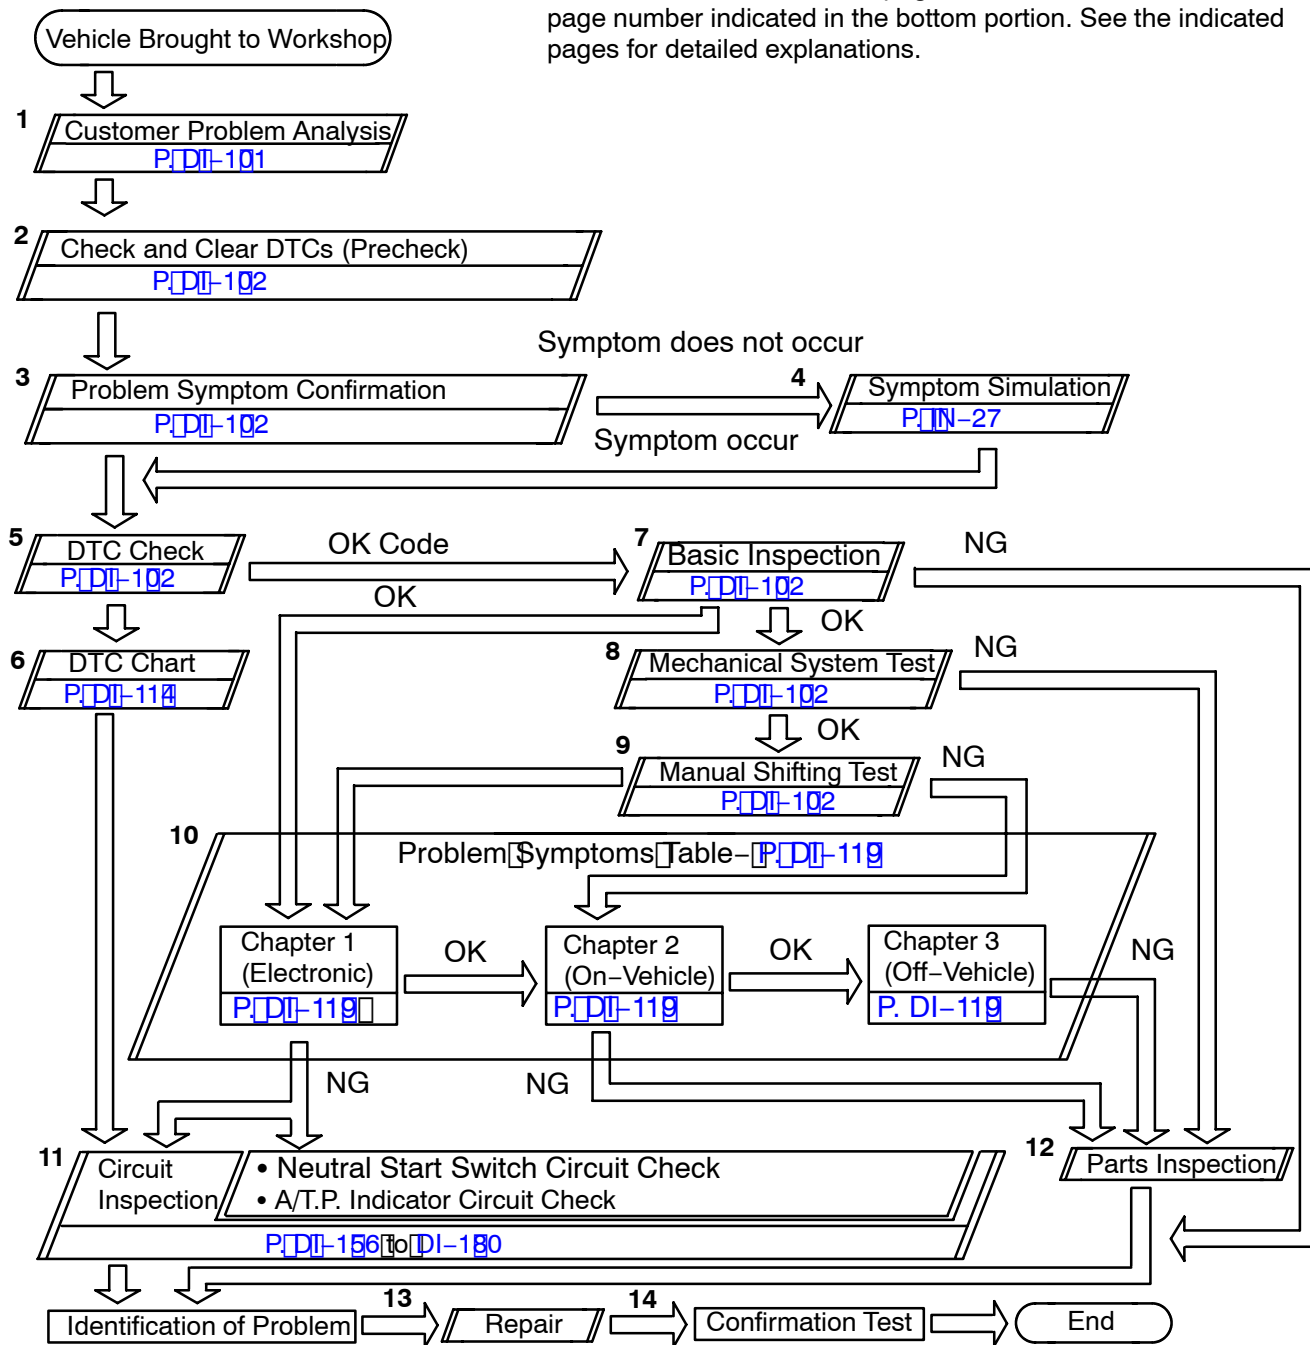 page number indicated in the bottom portion. See the indicated
pages for detailed explanations.
Vehicle Brought to Workshop
1
Customer Problem Analysis
P. DI–101
2
Check and Clear DTCs (Precheck)
P. DI–102
Symptom does not occur
3
Problem Symptom Confirmation
P. DI–102
4
Symptom Simulation
P. IN–27
Symptom occur
5
DTC Check
P. DI–102
OK Code
7
Basic Inspection
P. DI–102
NG
OK
OK
6
DTC Chart
P. DI–114
8
Mechanical System Test
P. DI–102
NG
OK
9
Manual Shifting Test
P. DI–102
NG
10
Problem Symptoms Table– P. DI–119
Chapter 1
(Electronic)
P. DI–119
OK
Chapter 2
(On–Vehicle)
P. DI–119
OK
Chapter 3
(Off–Vehicle)
P. DI–119
NG
NG
NG
11
Circuit
Inspection
• Neutral Start Switch Circuit Check
• A/T.P. Indicator Circuit Check
P. DI–156 to DI–180
12
Parts Inspection
Identification of Problem
13
Repair
14
Confirmation Test
End